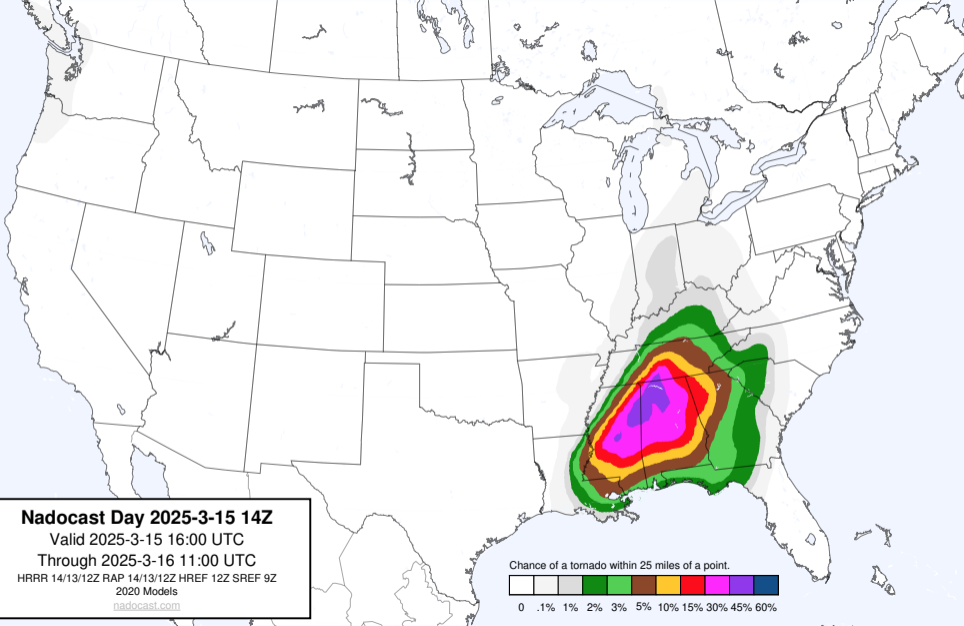 Nadocast Day 2025-3-15 14Z
Valid 2025-3-15 16:00 UTC
Through 2025-3-16 11:00 UTC
HRRR 14/13/12Z RAP 14/13/12Z HREF 12Z SREF 9Z
2020 Models
nadocast.com
Chance of a tornado within 25 miles of a point.
0 .1% 1% 2% 3% 5% 10% 15% 30% 45% 60%